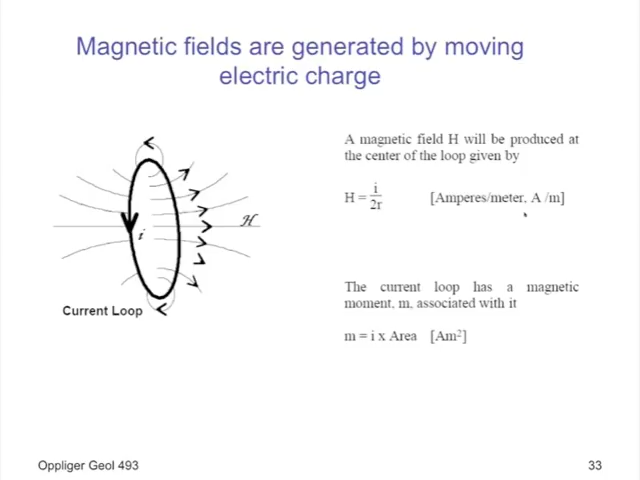 Magnetic fields are generated by moving
electric charge
A magnetic field H will be produced at
the center of the loop given by
H = i/2r [Amperes/meter, A /m]
H
i
The current loop has a magnetic
moment, m, associated with it
Current Loop
m = i x Area [Am²]
Oppliger Geol 493
33